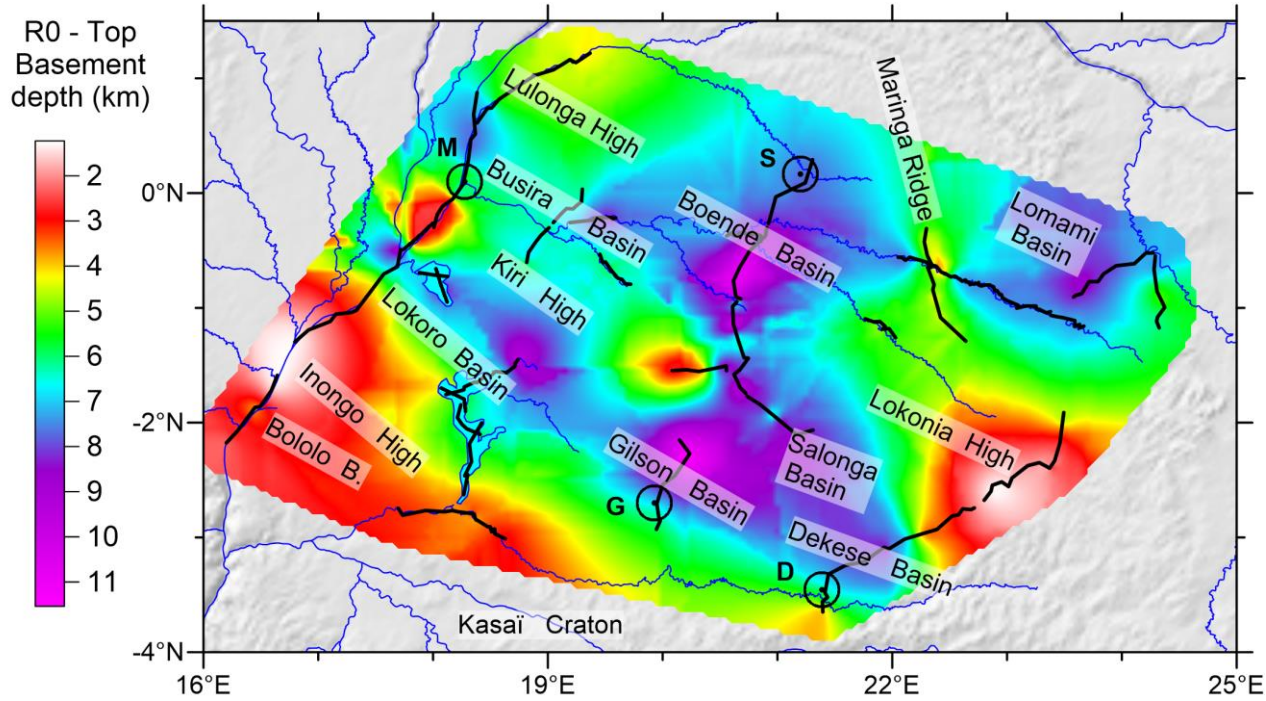 R0 - Top
Basement
depth (km)
2
3
4
5
6
7
8
9
10
11
0°N
-2°N
-4°N
16°E
19°E
22°E
25°E
Lulonga High
Maringa Ridge
M
S
Busira Basin
Boende Basin
Lomami
Basin
Kiri High
Lokoro Basin
Inongo High
Bololo B.
Lokonia High
Gilson Basin
Salonga
Basin
G
Dekese Basin
D
Kasaï Craton